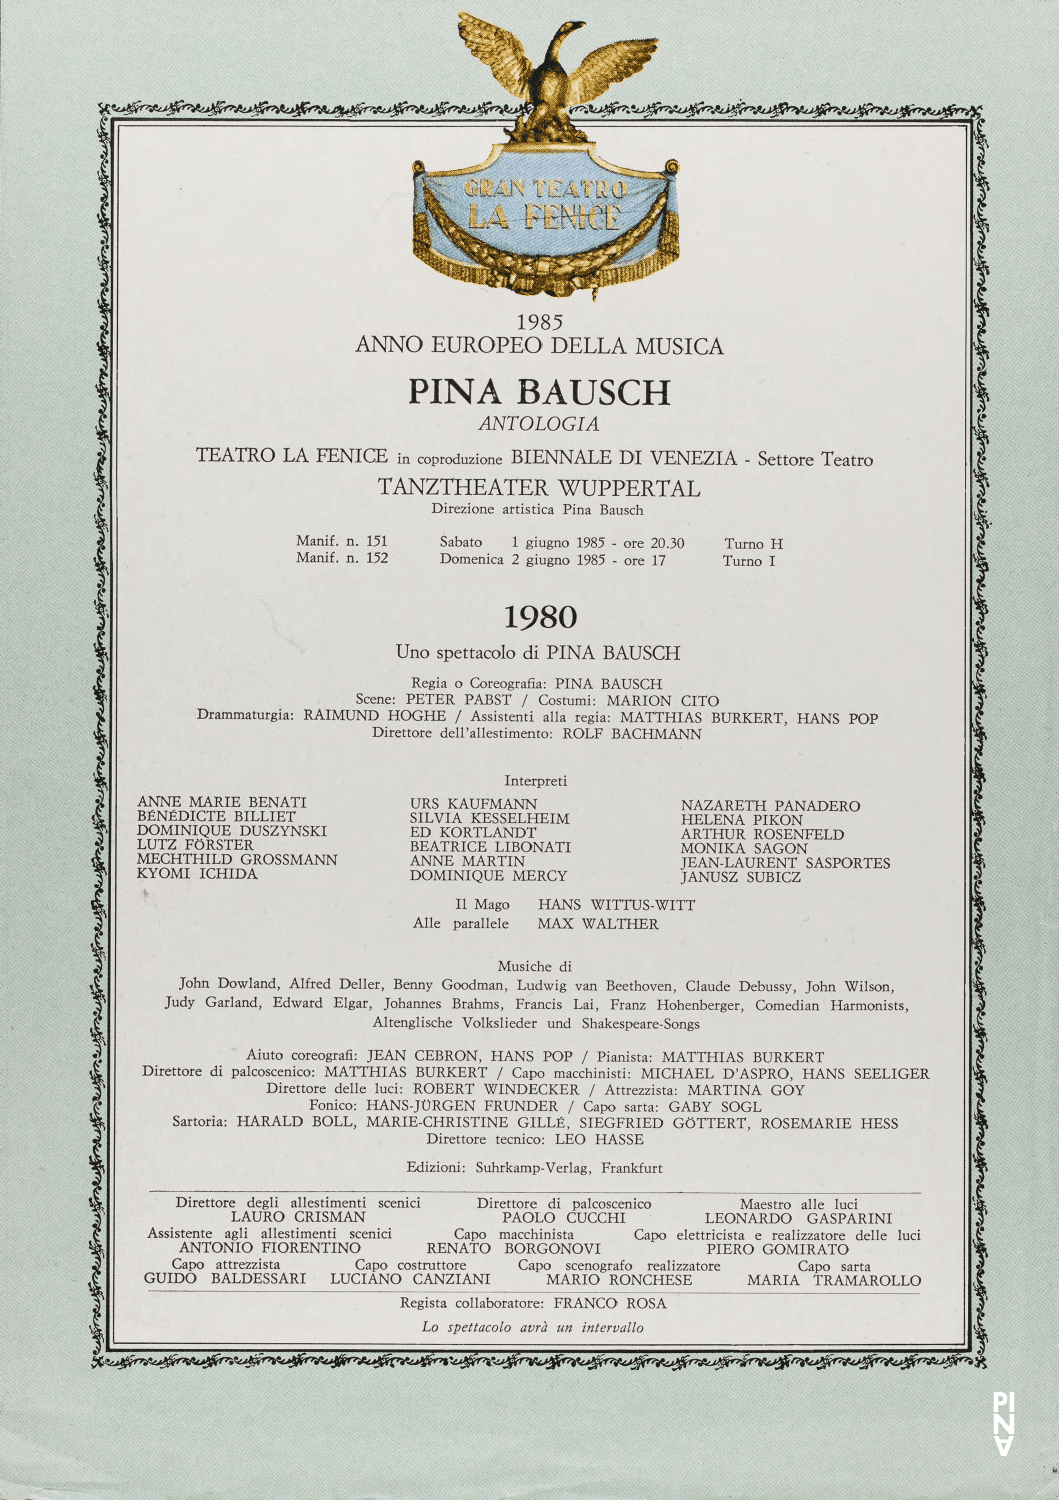 GRAN TEATRO
LA FENICE
1985
ANNO EUROPEO DELLA MUSICA
PINA BAUSCH
ANTOLOGIA
TEATRO LA FENICE in coproduzione BIENNALE DI VENEZIA - Settore Teatro
TANZTHEATER WUPPERTAL
Direzione artistica Pina Bausch
Manif. n. 151 Sabato 1 giugno 1985 - ore 20.30 Turno H
Manif. n. 152 Domenica 2 giugno 1985 - ore 17 Turno I
1980
Uno spettacolo di PINA BAUSCH
Regia o Coreografia: PINA BAUSCH
Scene: PETER PABST / Costumi: MARION CITO
Drammaturgia: RAIMUND HOGHE / Assistenti alla regia: MATTHIAS BURKERT, HANS POP
Direttore dell'allestimento: ROLF BACHMANN
Interpreti
ANNE MARIE BENATI URS KAUFMANN NAZARETH PANADERO
BÉNÉDICTE BILLIET SILVIA KESSELHEIM HELENA PIKON
DOMINIQUE DUSZYNSKI ED KORTLANDT ARTHUR ROSENFELD
LUTZ FÖRSTER BEATRICE LIBONATI MONIKA SAGON
MECHTHILD GROSSMANN ANNE MARTIN JEAN-LAURENT SASPORTES
KYOMI ICHIDA DOMINIQUE MERCY JANUSZ SUBICZ
Il Mago HANS WITTUS-WITT
Alle parallele MAX WALTHER
Musiche di
John Dowland, Alfred Deller, Benny Goodman, Ludwig van Beethoven, Claude Debussy, John Wilson,
Judy Garland, Edward Elgar, Johannes Brahms, Francis Lai, Franz Hohenberger, Comedian Harmonists,
Altenglische Volkslieder und Shakespeare-Songs
Aiuto coreografi: JEAN CEBRON, HANS POP / Pianista: MATTHIAS BURKERT
Direttore di palcoscenico: MATTHIAS BURKERT / Capo macchinisti: MICHAEL D'ASPRO, HANS SEELIGER
Direttore delle luci: ROBERT WINDECKER / Attrezzista: MARTINA GOY
Fonico: HANS-JÜRGEN FRUNDER / Capo sarta: GABY SOGL
Sartoria: HARALD BOLL, MARIE-CHRISTINE GILLÉ, SIEGFRIED GÖTTERT, ROSEMARIE HESS
Direttore tecnico: LEO HASSE
Edizioni: Suhrkamp-Verlag, Frankfurt
Direttore degli allestimenti scenici Direttore di palcoscenico Maestro alle luci
LAURO CRISMAN PAOLO CUCCHI LEONARDO GASPARINI
Assistente agli allestimenti scenici Capo macchinista Capo elettricista e realizzatore delle luci
ANTONIO FIORENTINO RENATO BORGONOVI PIERO GOMIRATO
Capo attrezzista Capo costruttore Capo scenografo realizzatore Capo sarta
GUIDO BALDESSARI LUCIANO CANZIANI MARIO RONCHESE MARIA TRAMAROLLO
Regista collaboratore: FRANCO ROSA
Lo spettacolo avrà un intervallo
PI
N
A